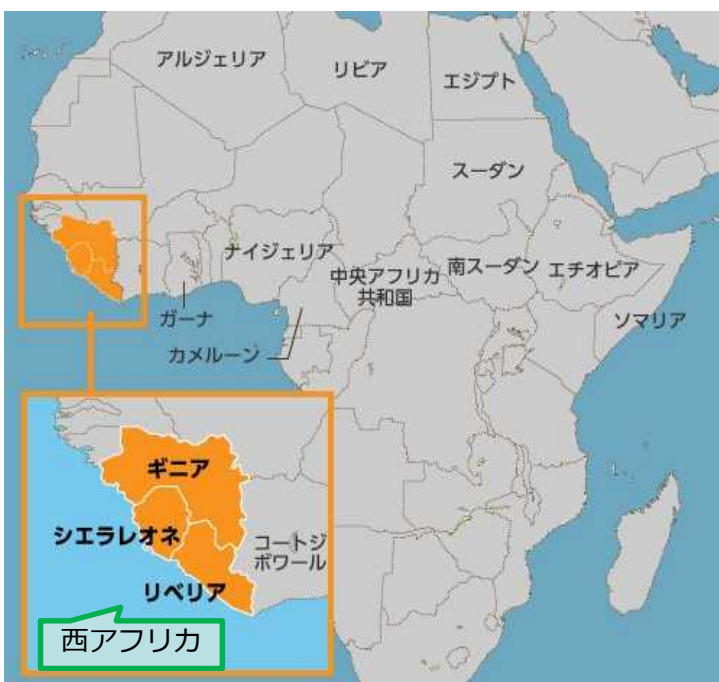 アルジェリア
リビア
エジプト
スーダン
ナイジェリア
中央アフリカ
共和国
南スーダン
エチオピア
ガーナ
ソマリア
カメルーン
ギニア
シエラレオネ
コートジ
ボワール
リベリア
西アフリカ